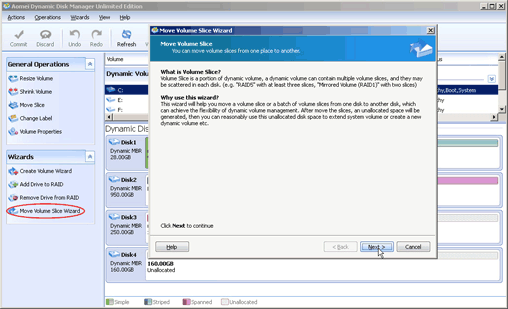 Aomei Dynamic Disk Manager Unlimited Edition
Actions Operations Wizards View Help
Commit Discard Undo Redo Refresh
General Operations
Resize Volume
Shrink Volume
Move Slice
Change Label
Volume Properties
Wizards
Create Volume Wizard
Add Drive to RAID
Remove Drive from RAID
Move Volume Slice Wizard
Volume
Dynamic Volu
C:
E:
F:
hy,Boot,System
hy
hy
Dynamic Dis
Disk1
Dynamic MBR
28.00GB
Disk2
Dynamic MBR
950.00GB
Disk3
Dynamic MBR
250.00GB
Disk4
Dynamic MBR
160.00GB
160.00GB
Unallocated
Simple Striped Spanned Unallocated
Move Volume Slice Wizard
Move Volume Slice
You can move volume slices from one place to another.
What is Volume Slice?
Volume Slice is a portion of dynamic volume, a dynamic volume can contain multiple volume slices, and they may
be scattered in each disk. (e.g. "RAID5" with at least three slices, "Mirrored Volume (RAID1)" with two sices)
Why use this wizard?
This wizard will help you move a volume slice or a batch of volume slices from one disk to another disk, which
can achieve the flexibility of dynamic volume management. After move the slices, an unallocated space will be
generated, then you can reasonably use this unallocated disk space to extend system volume or create a new
dynamic volume etc.
Click Next to continue
Help < Back Next > Cancel